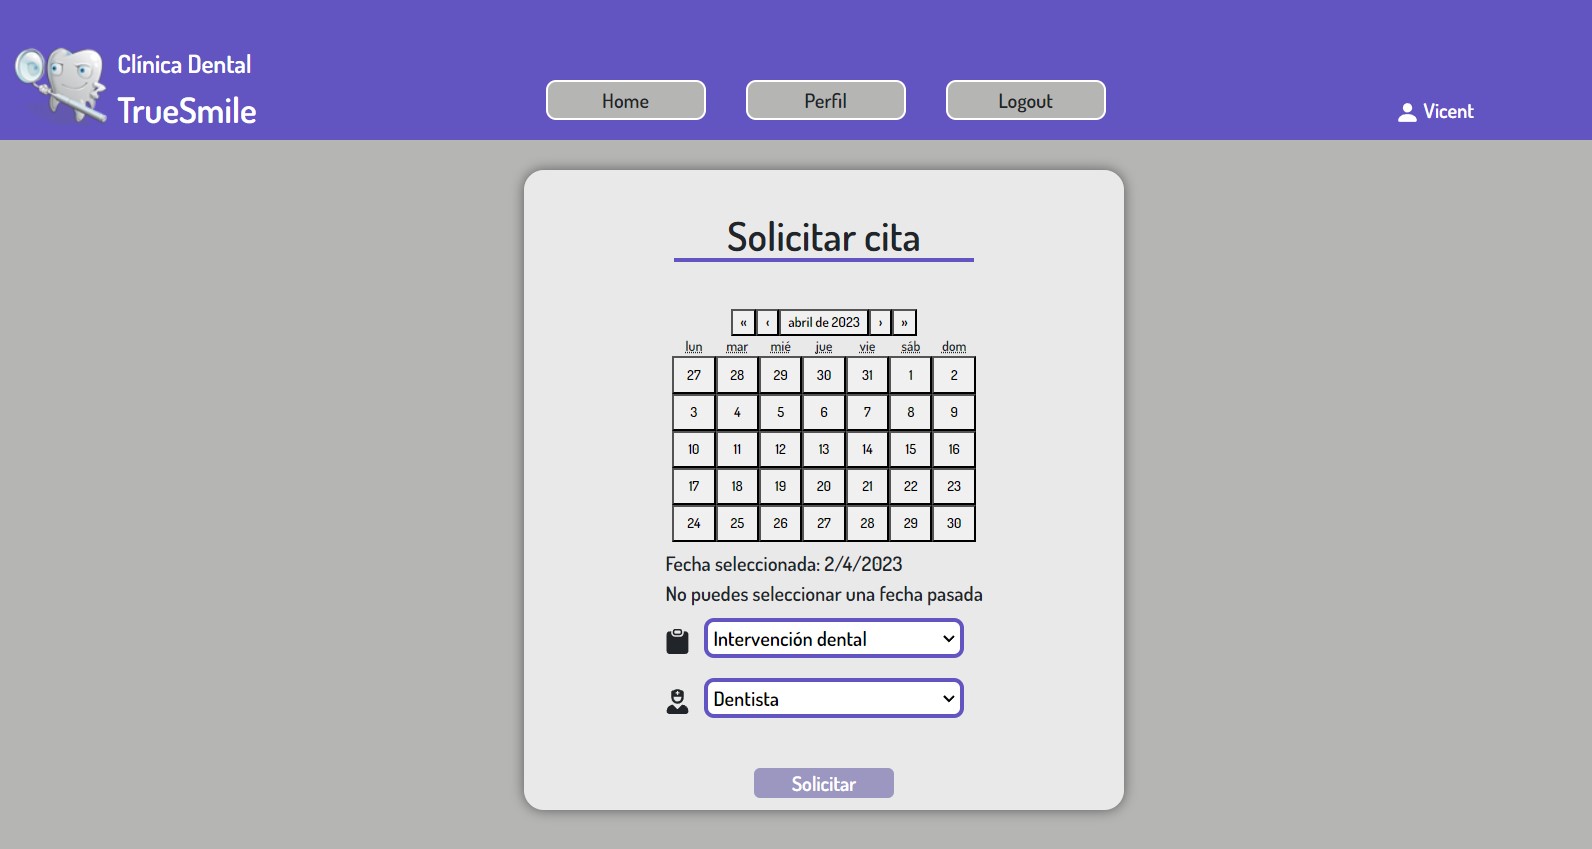 Clínica Dental
TrueSmile
Home
Perfil
Logout
Vicent
Solicitar cita
« ‹ abril de 2023 › »
lun mar mié jue vie sáb dom
27 28 29 30 31 1 2
3 4 5 6 7 8 9
10 11 12 13 14 15 16
17 18 19 20 21 22 23
24 25 26 27 28 29 30
Fecha seleccionada: 2/4/2023
No puedes seleccionar una fecha pasada
Intervención dental
Dentista
Solicitar